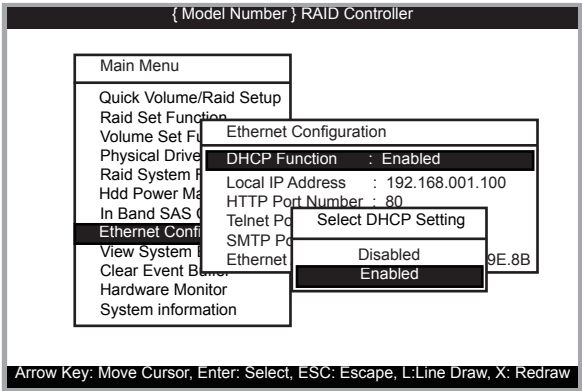 { Model Number } RAID Controller
Main Menu
Quick Volume/Raid Setup
Raid Set Function
Volume Set Fu
Physical Drive
Raid System F
Hdd Power Ma
In Band SAS
Ethernet Confi
View System
Clear Event Buffer
Hardware Monitor
System information
Ethernet Configuration
DHCP Function : Enabled
Local IP Address : 192.168.001.100
HTTP Port Number : 80
Telnet Po
SMTP Po
Ethernet 9E.8B
Select DHCP Setting
Disabled
Enabled
Arrow Key: Move Cursor, Enter: Select, ESC: Escape, L:Line Draw, X: Redraw